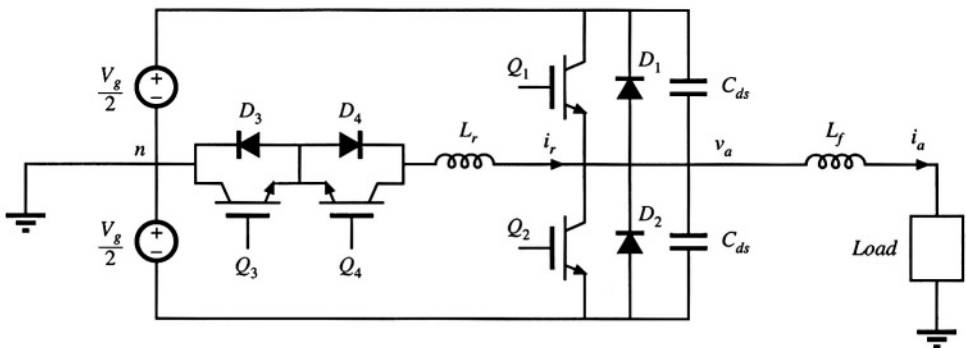 V_g/2
+
−
D_1
Q_1
C_ds
D_3
D_4
L_r
i_r
v_a
L_f
i_a
n
V_g/2
+
−
Q_3
Q_4
Q_2
D_2
C_ds
Load